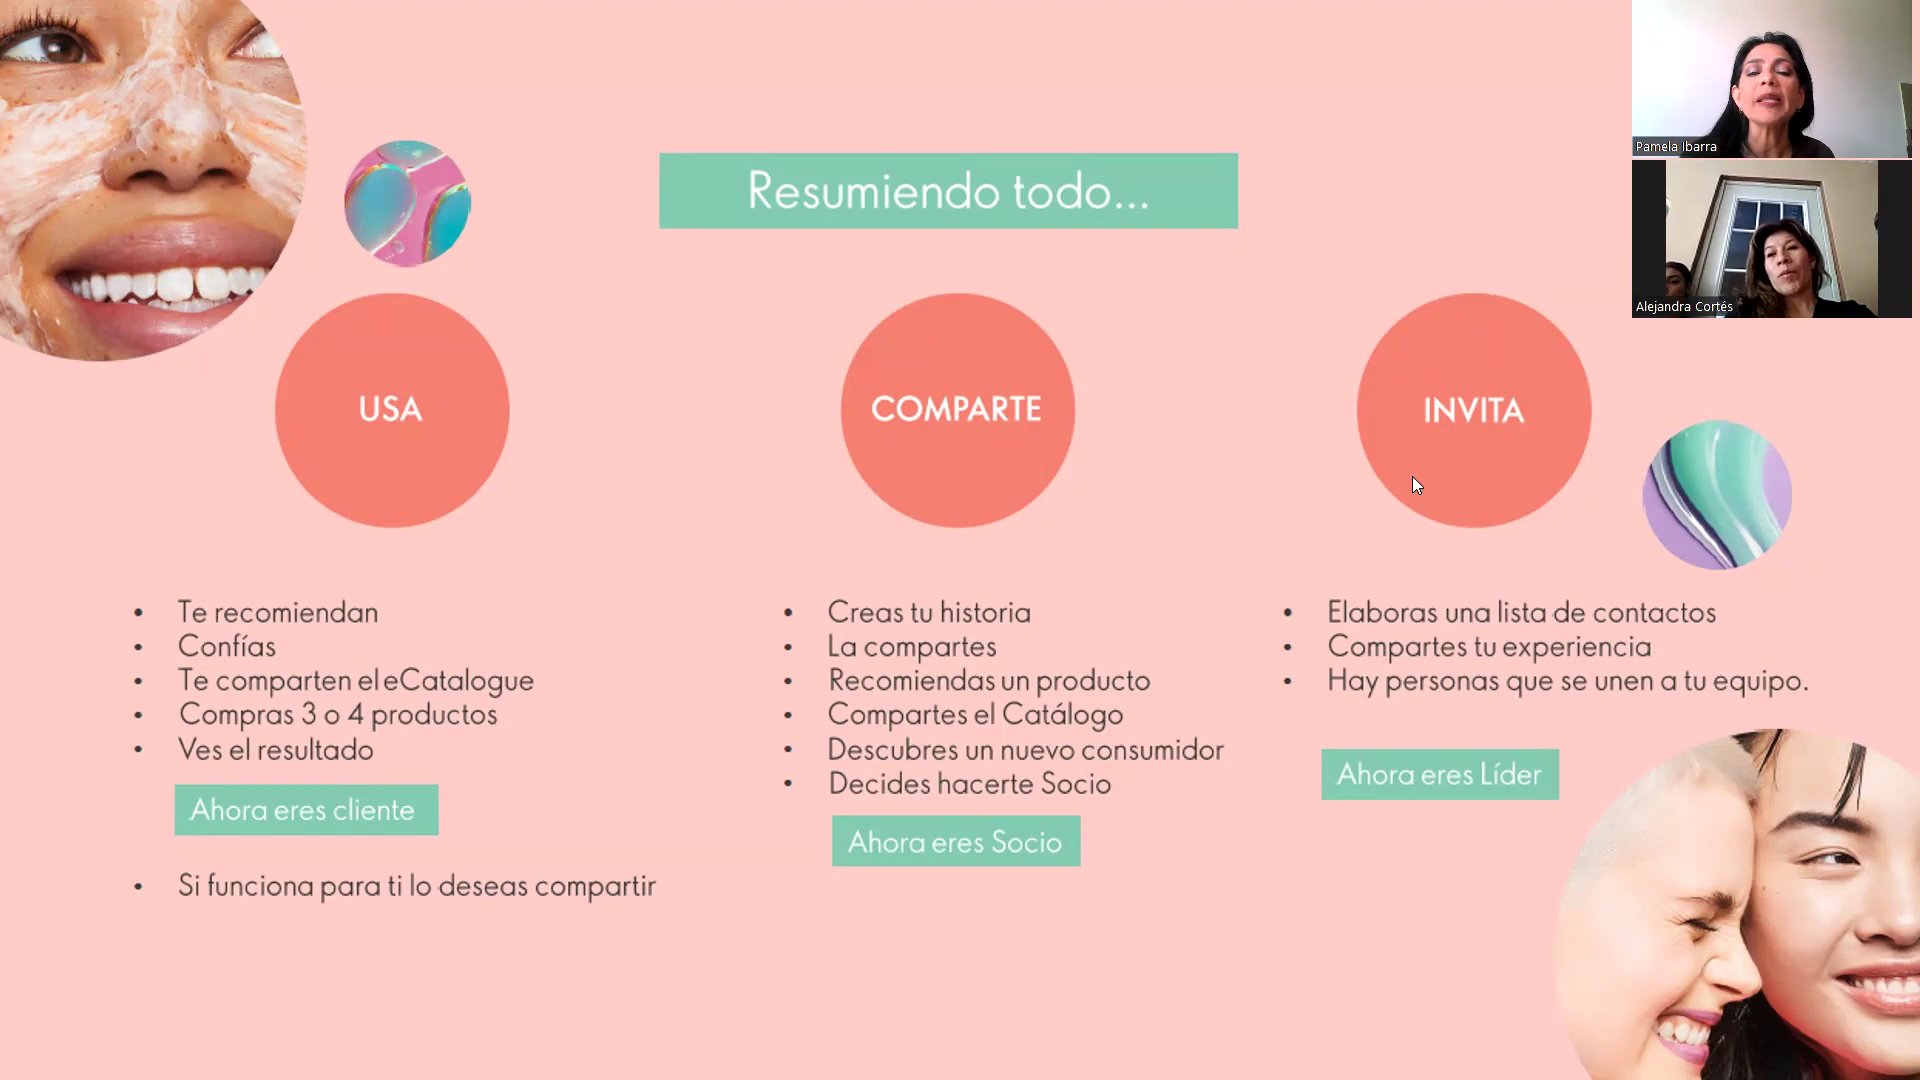 Resumiendo todo...
USA
Te recomiendan
Confías
Te comparten el eCatalogue
Compras 3 o 4 productos
Ves el resultado
Ahora eres cliente
Si funciona para ti lo deseas compartir
COMPARTE
Creas tu historia
La compartes
Recomiendas un producto
Compartes el Catálogo
Descubres un nuevo consumidor
Decides hacerte Socio
Ahora eres Socio
INVITA
Elaboras una lista de contactos
Compartes tu experiencia
Hay personas que se unen a tu equipo.
Ahora eres Líder
Pamela Ibarra
Alejandra Cortés